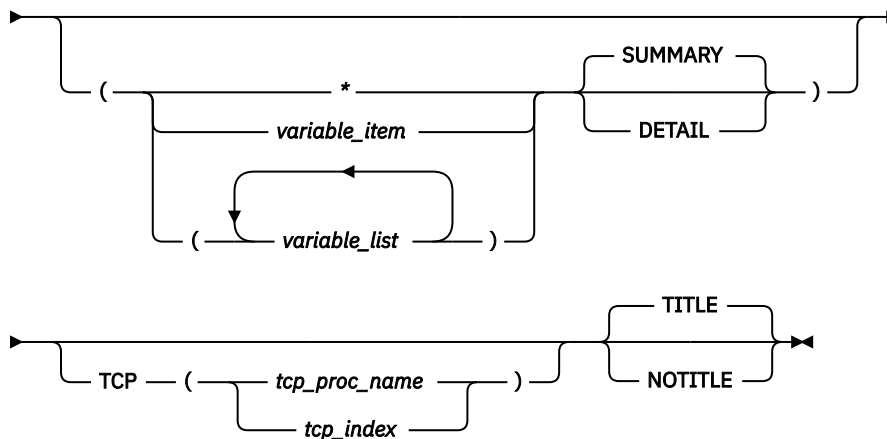 SUMMARY
( * )
variable_item DETAIL
( variable_list )
TITLE
TCP ( tcp_proc_name ) NOTITLE
tcp_index